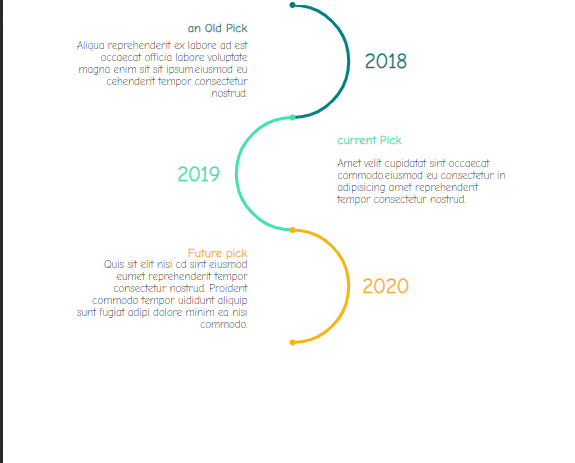 an Old Pick
Aliqua reprehenderit ex labore ad est
occaecat officia labore voluptate
magna enim sit sit ipsum.eiusmod eu
cehenderit tempor consectetur
nostrud.
2018
current Pick
Amet velit cupidatat sint occaecat
commodo.eiusmod eu consectetur in
adipisicing amet reprehenderit
tempor consectetur nostrud.
2019
Future pick
Quis sit elit nisi cd sint eiusmod
eumet reprehenderit tempor
consectetur nostrud. Proident
commodo tempor uididunt aliquip
sunt fugiat adipi dolore minim ea nisi
commodo.
2020